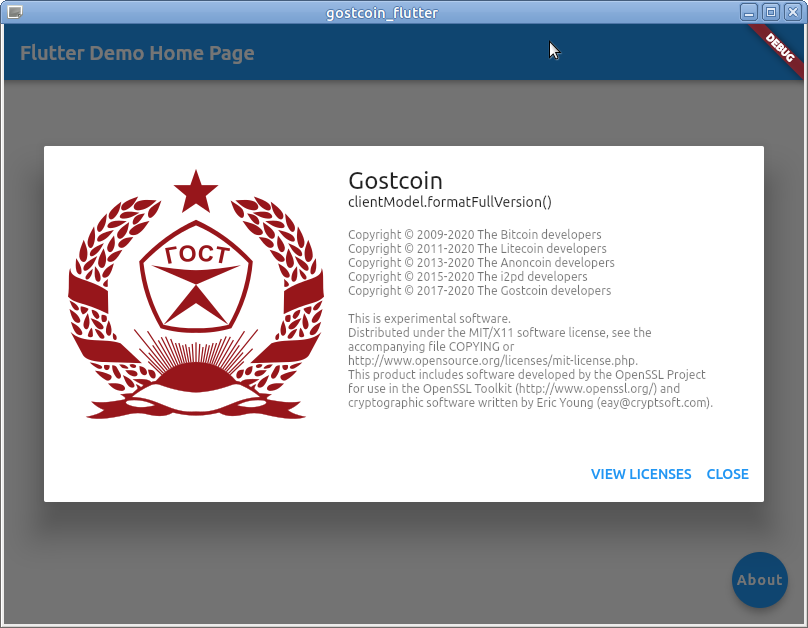 gostcoin_flutter
Flutter Demo Home Page
DEBUG
ГОСТ
Gostcoin
clientModel.formatFullVersion()
Copyright © 2009-2020 The Bitcoin developers
Copyright © 2011-2020 The Litecoin developers
Copyright © 2013-2020 The Anoncoin developers
Copyright © 2015-2020 The i2pd developers
Copyright © 2017-2020 The Gostcoin developers
This is experimental software.
Distributed under the MIT/X11 software license, see the
accompanying file COPYING or
http://www.opensource.org/licenses/mit-license.php.
This product includes software developed by the OpenSSL Project
for use in the OpenSSL Toolkit (http://www.openssl.org/) and
cryptographic software written by Eric Young (eay@cryptsoft.com).
VIEW LICENSES
CLOSE
About